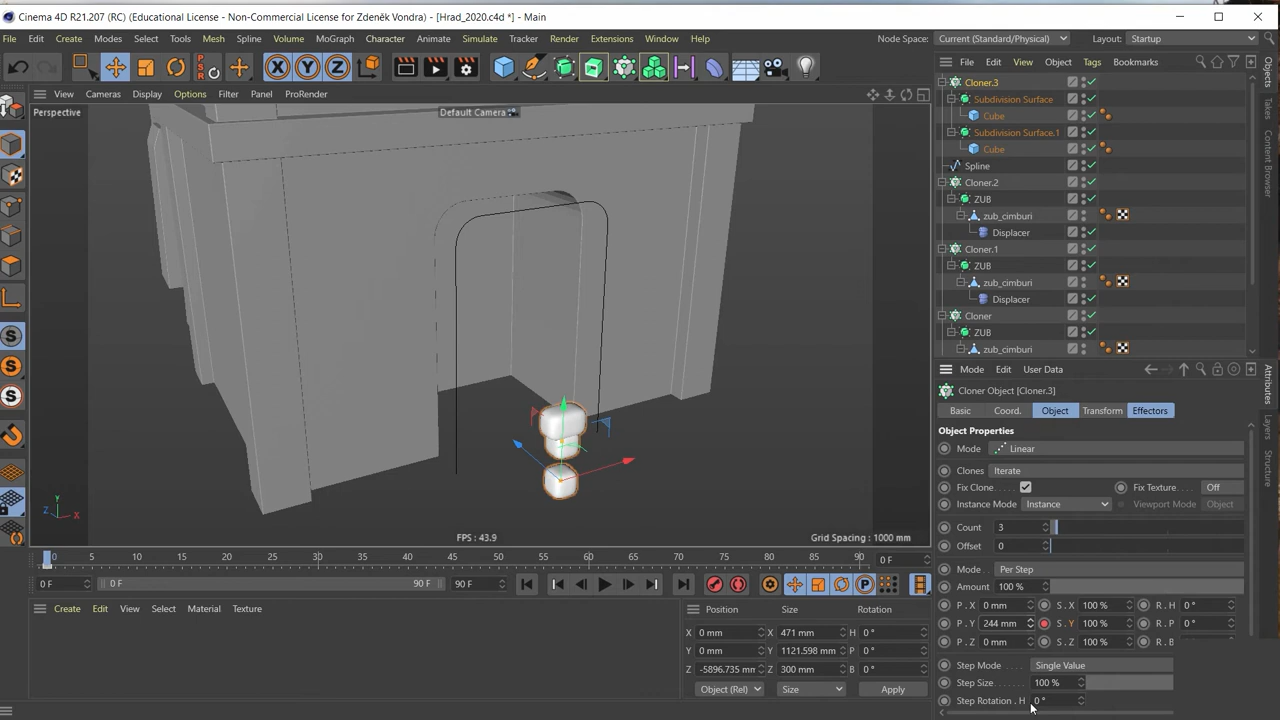 Cinema 4D R21.207 (RC) (Educational License - Non-Commercial License for Zdeněk Vondra) - [Hrad_2020.c4d *] - Main
File Edit Create Modes Select Tools Mesh Spline Volume MoGraph Character Animate Simulate Tracker Render Extensions Window Help
Node Space: Current (Standard/Physical) Layout: Startup
X Y Z PSR
File Edit View Object Tags Bookmarks
View Cameras Display Options Filter Panel ProRender
Perspective
Default Camera
Cloner.3
Subdivision Surface
Cube
Subdivision Surface.1
Cube
Spline
Cloner.2
ZUB
zub_cimburi
Displacer
Cloner.1
ZUB
zub_cimburi
Displacer
Cloner
ZUB
zub_cimburi
Objects
Takes
Content Browser
Mode Edit User Data
Cloner Object [Cloner.3]
Basic Coord. Object Transform Effectors
Object Properties
Mode Linear
Clones Iterate
Fix Clone Fix Texture Off
Instance Mode Instance Viewport Mode Object
Count 3
Offset 0
Mode Per Step
Amount 100 %
P . X 0 mm S . X 100 % R . H 0 °
P . Y 244 mm S . Y 100 % R . P 0 °
P . Z 0 mm S . Z 100 % R . B
Step Mode Single Value
Step Size 100 %
Step Rotation . H 0 °
Attributes
Layers
Structure
S
S
S
Y
Z X
FPS : 43.9
Grid Spacing : 1000 mm
0 5 10 15 20 25 30 35 40 45 50 55 60 65 70 75 80 85 90 0 F
0 F 0 F 90 F 90 F
P
Create Edit View Select Material Texture
Position Size Rotation
X 0 mm X 471 mm H 0 °
Y 0 mm Y 1121.598 mm P 0 °
Z -5896.735 mm Z 300 mm B 0 °
Object (Rel) Size Apply